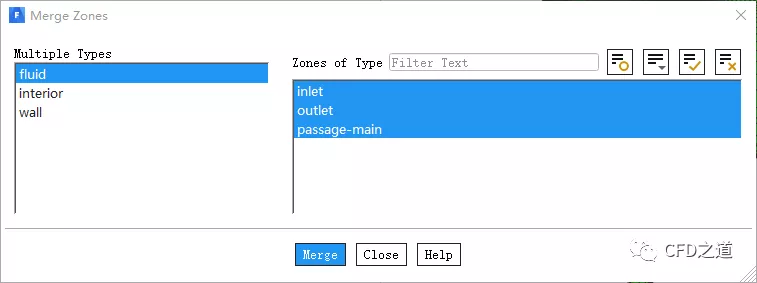 Merge Zones
Multiple Types
fluid
interior
wall
Zones of Type Filter Text
inlet
outlet
passage-main
Merge Close Help
CFD之道